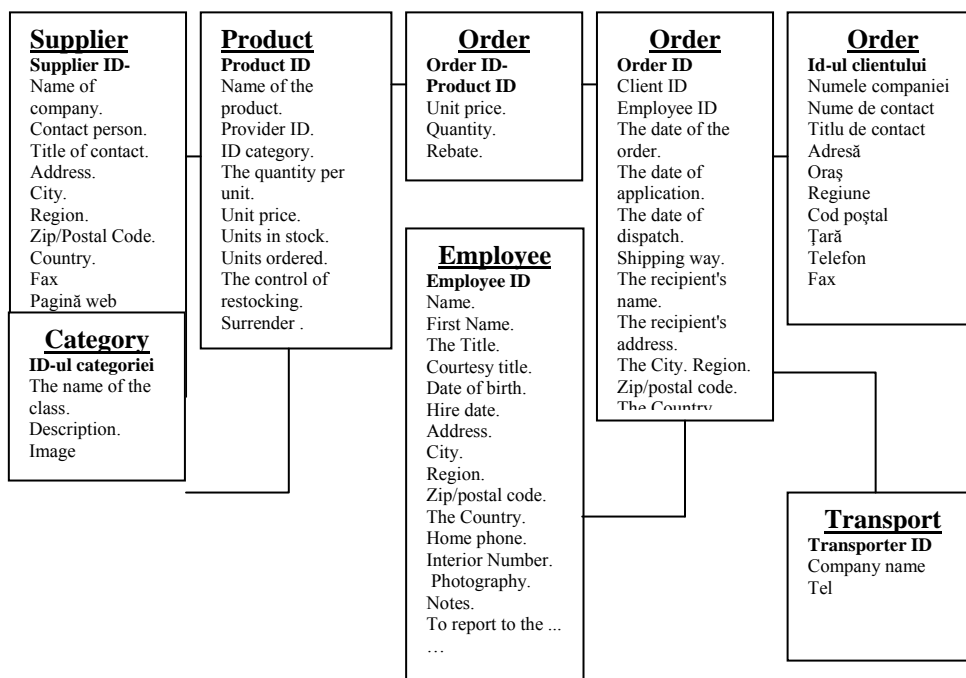 Supplier
Supplier ID-
Name of
company.
Contact person.
Title of contact.
Address.
City.
Region.
Zip/Postal Code.
Country.
Fax
Pagină web
Category
ID-ul categoriei
The name of the
class.
Description.
Image
Product
Product ID
Name of the
product.
Provider ID.
ID category.
The quantity per
unit.
Unit price.
Units in stock.
Units ordered.
The control of
restocking.
Surrender .
Order
Order ID-
Product ID
Unit price.
Quantity.
Rebate.
Employee
Employee ID
Name.
First Name.
The Title.
Courtesy title.
Date of birth.
Hire date.
Address.
City.
Region.
Zip/postal code.
The Country.
Home phone.
Interior Number.
Photography.
Notes.
To report to the ...
…
Order
Order ID
Client ID
Employee ID
The date of the
order.
The date of
application.
The date of
dispatch.
Shipping way.
The recipient's
name.
The recipient's
address.
The City. Region.
Zip/postal code.
The Country
Order
Id-ul clientului
Numele companiei
Nume de contact
Titlu de contact
Adresă
Oraş
Regiune
Cod poştal
Ţară
Telefon
Fax
Transport
Transporter ID
Company name
Tel